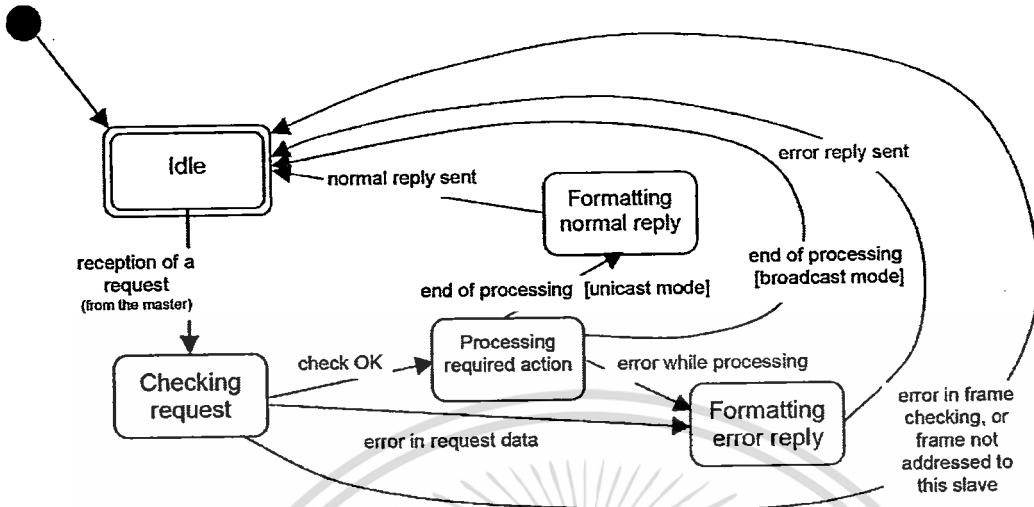 Idle
error reply sent
normal reply sent
Formatting
normal reply
reception of a
request
(from the master)
end of processing [unicast mode]
end of processing
[broadcast mode]
Processing
required action
check OK
error while processing
Checking
request
Formatting
error reply
error in request data
error in frame
checking, or
frame not
addressed to
this slave